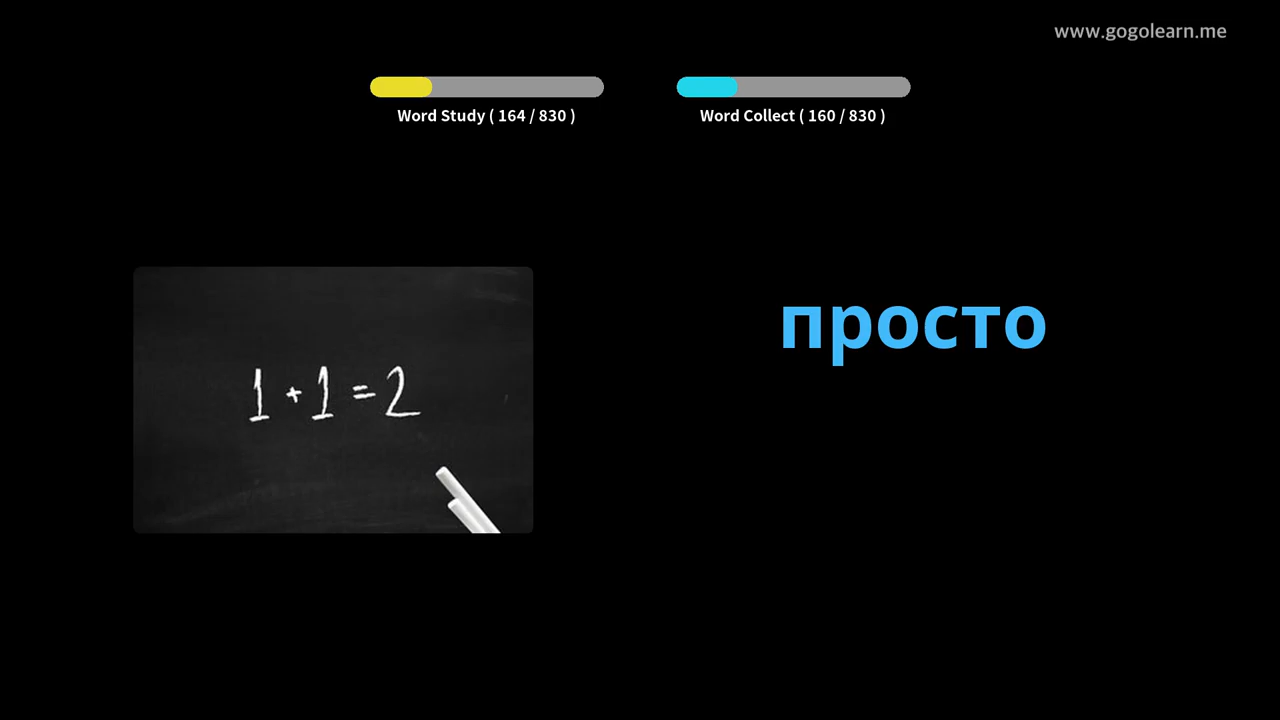 www.gogolearn.me
Word Study ( 164 / 830 )
Word Collect ( 160 / 830 )
просто
1 + 1 = 2